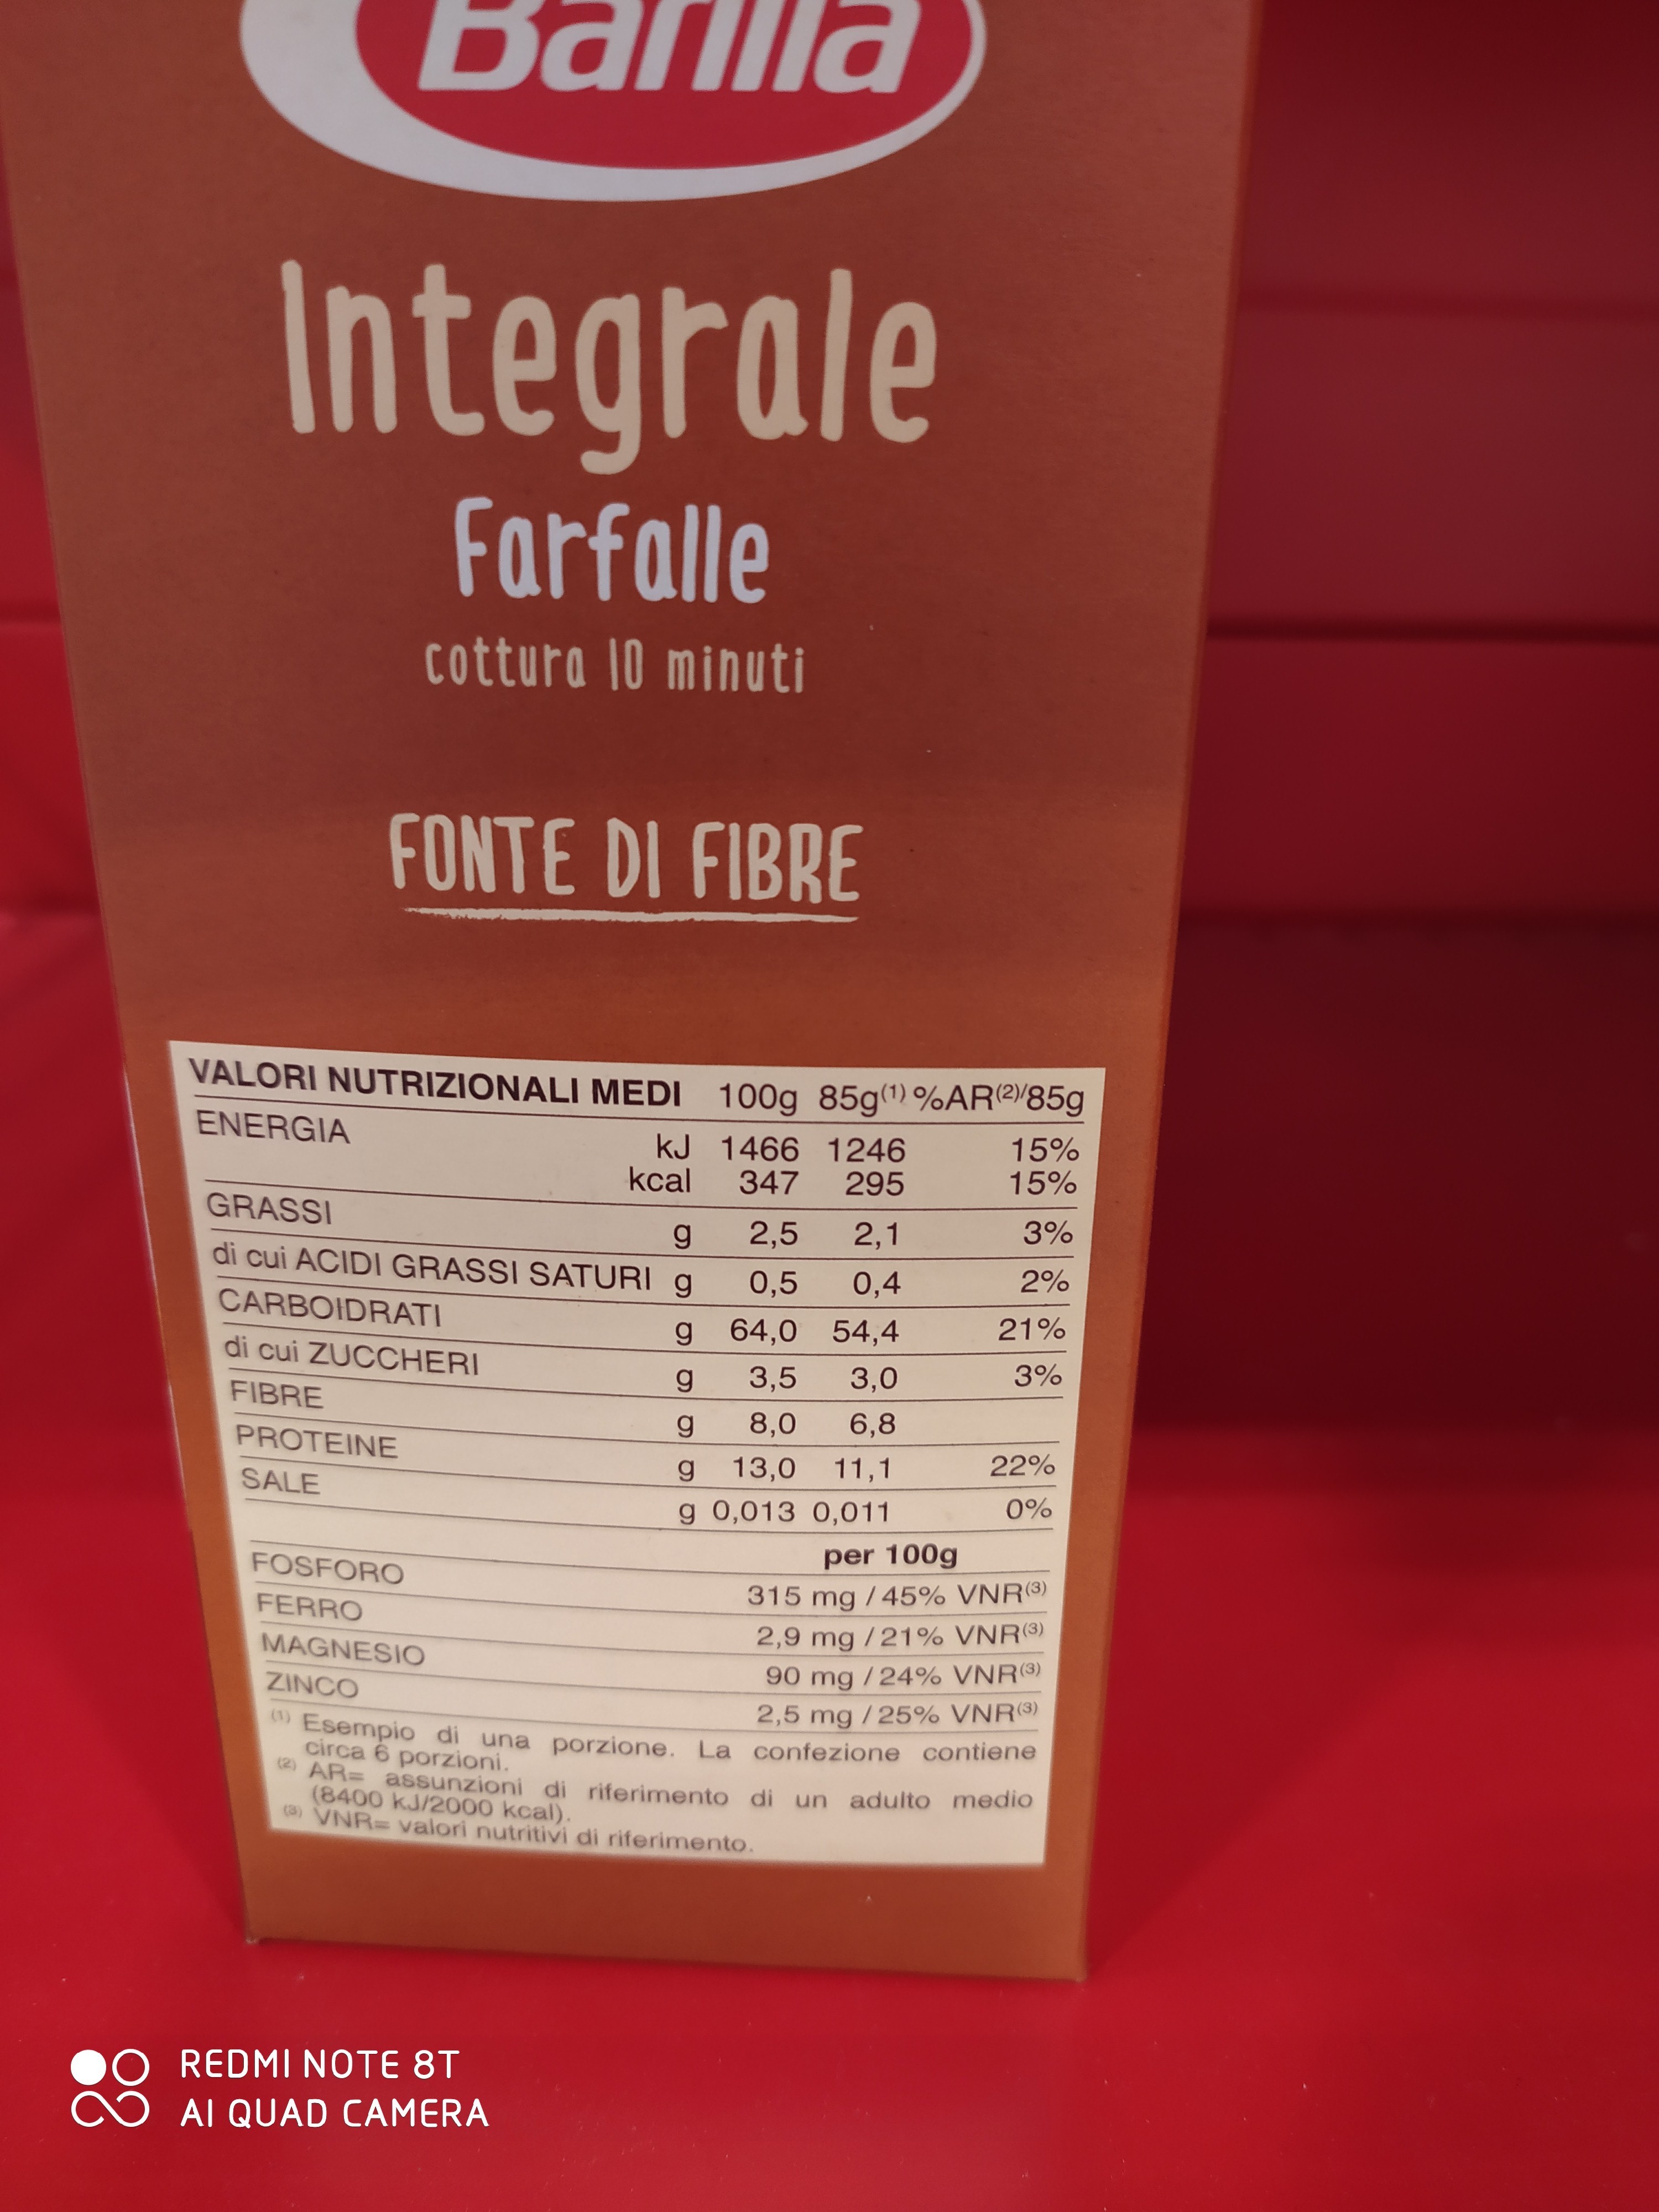 Barilla
Integrale
Farfalle
cottura 10 minuti
FONTE DI FIBRE
VALORI NUTRIZIONALI MEDI 100g 85g(1) %AR(2)/85g
ENERGIA kJ 1466 1246 15%
kcal 347 295 15%
GRASSI g 2,5 2,1 3%
di cui ACIDI GRASSI SATURI g 0,5 0,4 2%
CARBOIDRATI g 64,0 54,4 21%
di cui ZUCCHERI g 3,5 3,0 3%
FIBRE g 8,0 6,8
PROTEINE g 13,0 11,1 22%
SALE g 0,013 0,011 0%
per 100g
FOSFORO 315 mg / 45% VNR(3)
FERRO 2,9 mg / 21% VNR(3)
MAGNESIO 90 mg / 24% VNR(3)
ZINCO 2,5 mg / 25% VNR(3)
(1) Esempio di una porzione. La confezione contiene
circa 6 porzioni.
(2) AR= assunzioni di riferimento di un adulto medio
(8400 kJ/2000 kcal).
(3) VNR= valori nutritivi di riferimento.
REDMI NOTE 8T
AI QUAD CAMERA